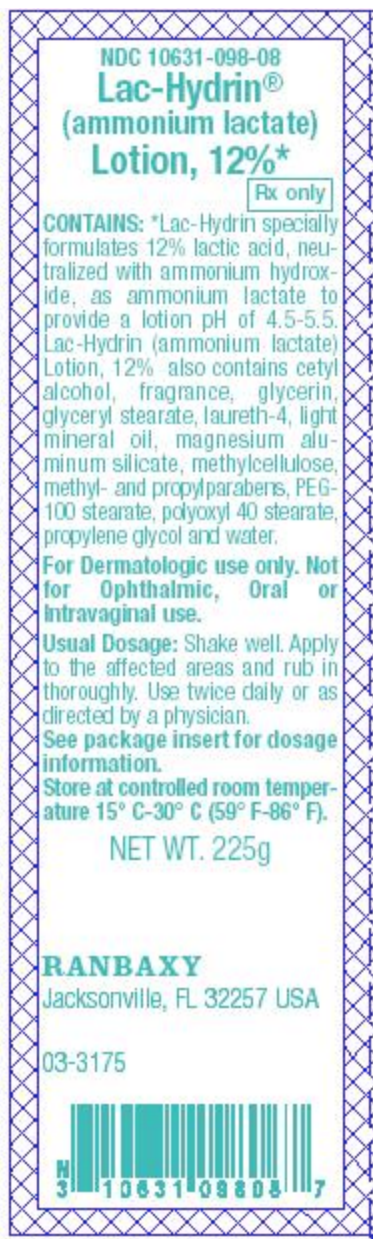 NDC 10631-098-08
Lac-Hydrin®
(ammonium lactate)
Lotion, 12%*
Rx only
CONTAINS: *Lac-Hydrin specially
formulates 12% lactic acid, neu-
tralized with ammonium hydrox-
ide, as ammonium lactate to
provide a lotion pH of 4.5-5.5.
Lac-Hydrin (ammonium lactate)
Lotion, 12% also contains cetyl
alcohol, fragrance, glycerin,
glyceryl stearate, laureth-4, light
mineral oil, magnesium alu-
minum silicate, methylcellulose,
methyl- and propylparabens, PEG-
100 stearate, polyoxyl 40 stearate,
propylene glycol and water.
For Dermatologic use only. Not
for Ophthalmic, Oral or
Intravaginal use.
Usual Dosage: Shake well. Apply
to the affected areas and rub in
thoroughly. Use twice daily or as
directed by a physician.
See package insert for dosage
information.
Store at controlled room temper-
ature 15° C-30° C (59° F-86° F).
NET WT. 225g
RANBAXY
Jacksonville, FL 32257 USA
03-3175
N
3 10631 09808 7